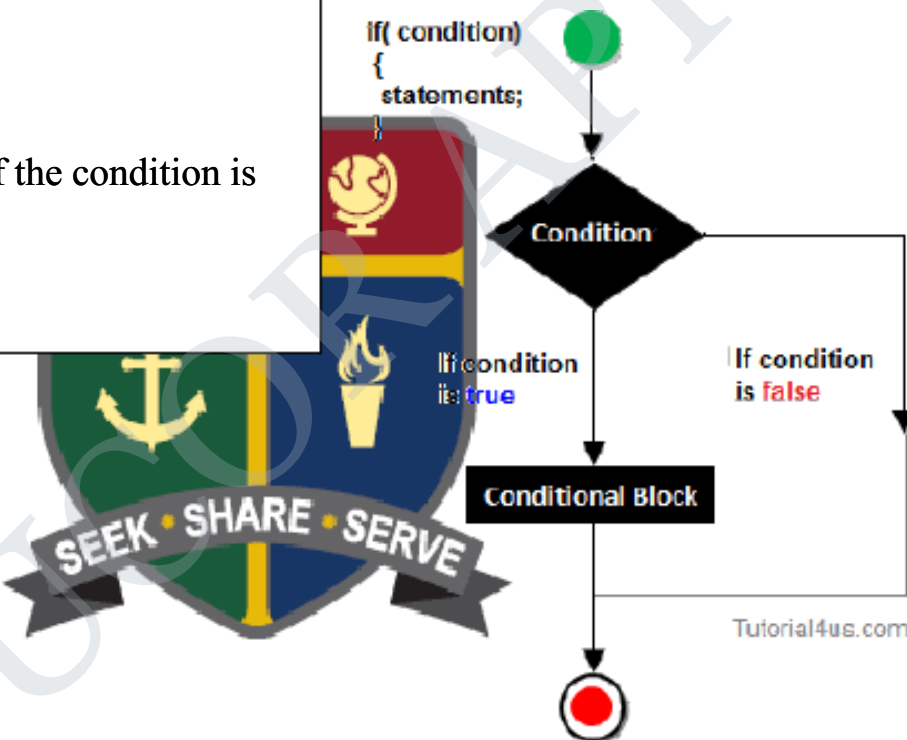 if( condition)
{
statements;
}
f the condition is
Condition
If condition
is true
If condition
is false
Conditional Block
SEEK • SHARE • SERVE
Tutorial4us.com